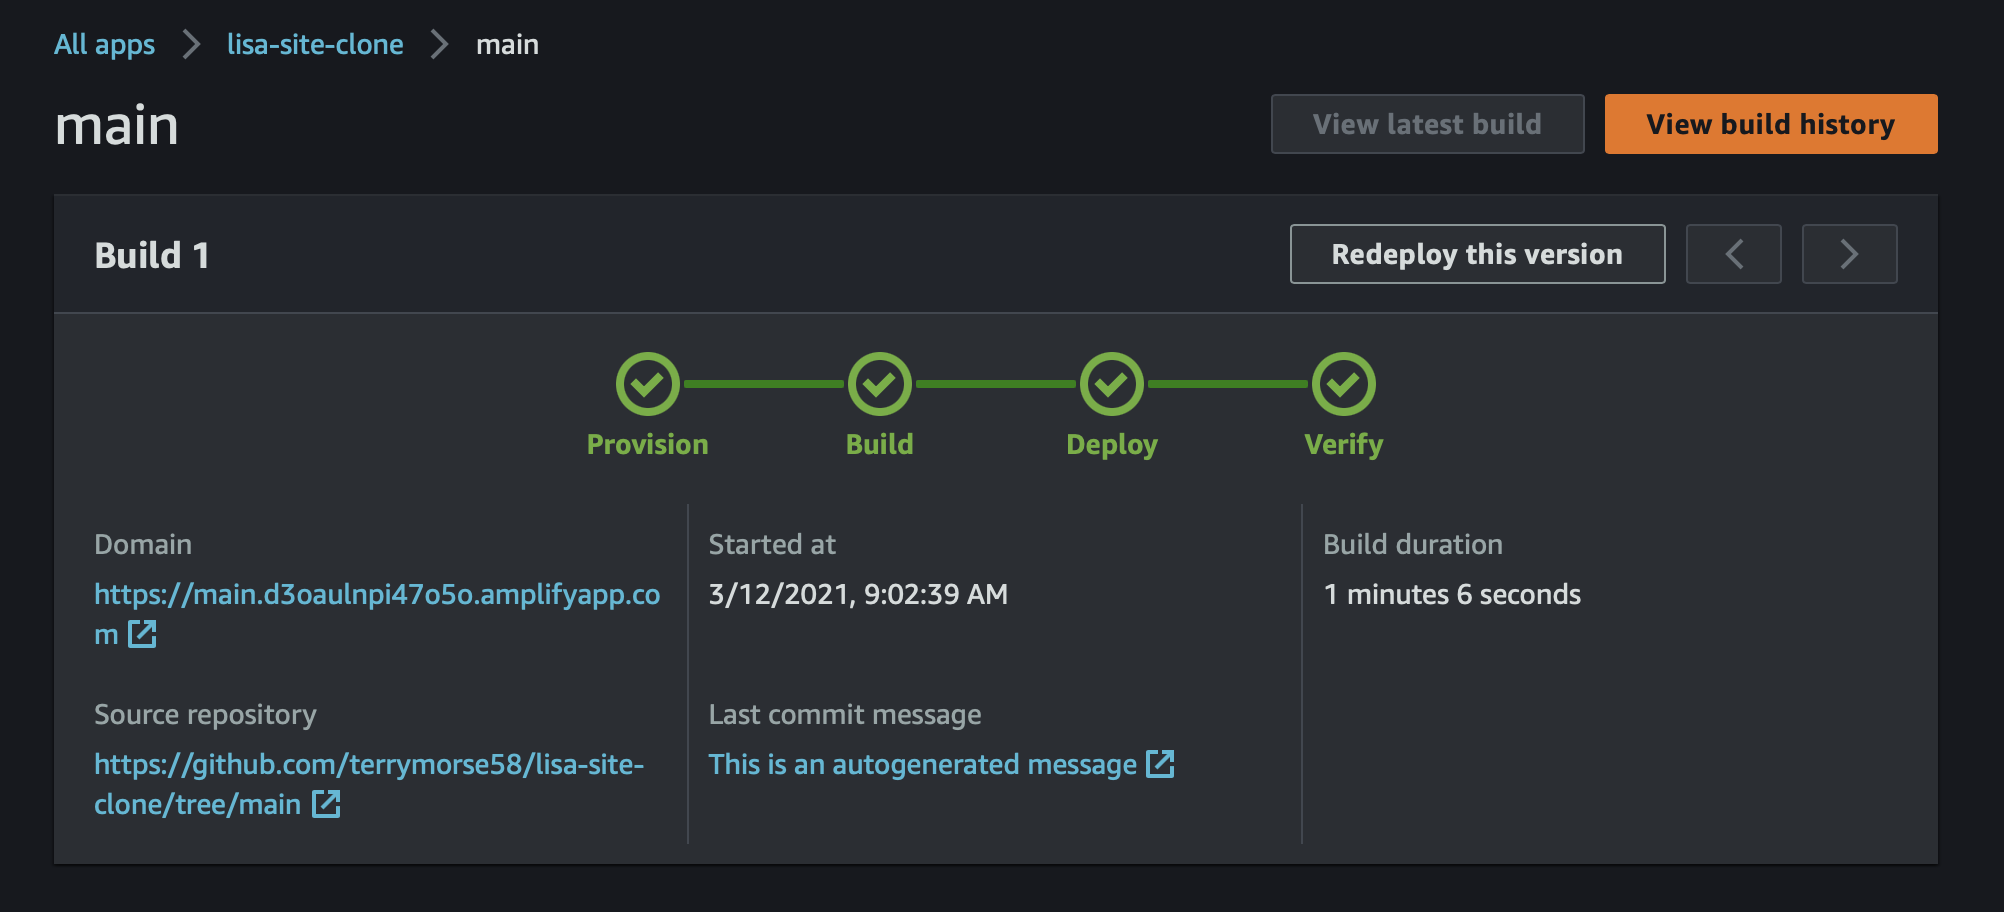 All apps > lisa-site-clone > main
main
View latest build
View build history
Build 1
Redeploy this version
Provision
Build
Deploy
Verify
Domain
https://main.d3oaulnpi47o5o.amplifyapp.co
m
Started at
3/12/2021, 9:02:39 AM
Build duration
1 minutes 6 seconds
Source repository
https://github.com/terrymorse58/lisa-site-
clone/tree/main
Last commit message
This is an autogenerated message